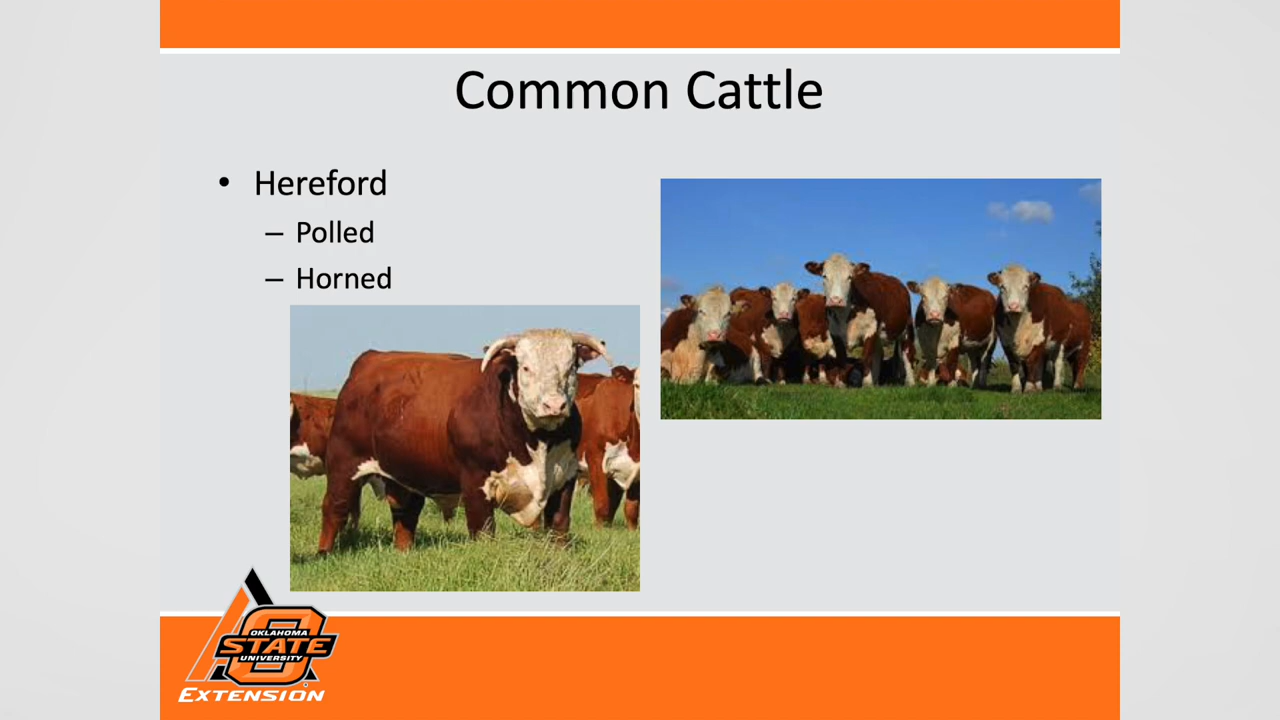 Common Cattle
• Hereford
– Polled
– Horned
OKLAHOMA
STATE
UNIVERSITY
EXTENSION